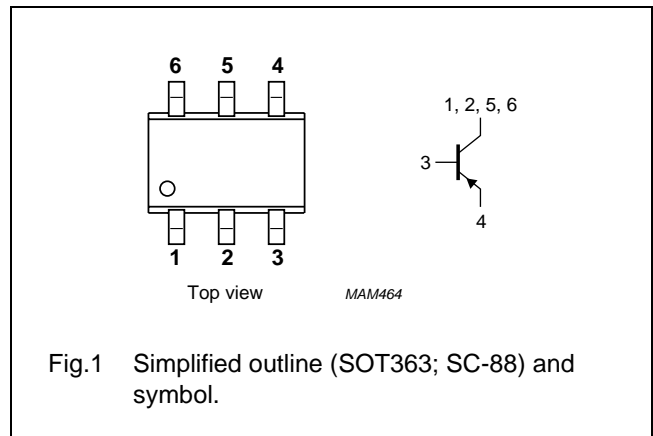 6 5 4
1, 2, 5, 6
3
4
1 2 3
Top view MAM464
Fig.1 Simplified outline (SOT363; SC-88) and
symbol.